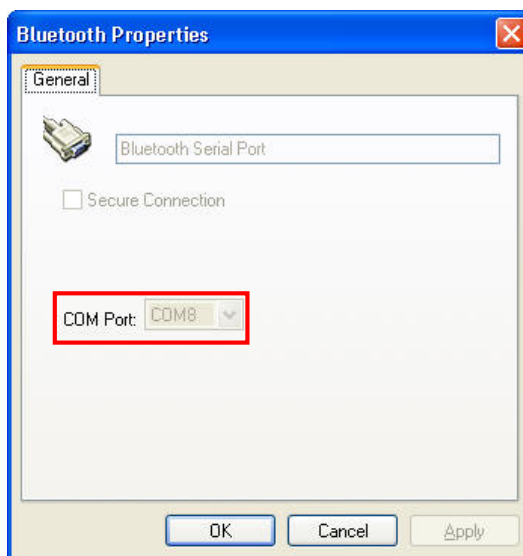 Bluetooth Properties
General
Bluetooth Serial Port
Secure Connection
COM Port: COM8
OK Cancel Apply